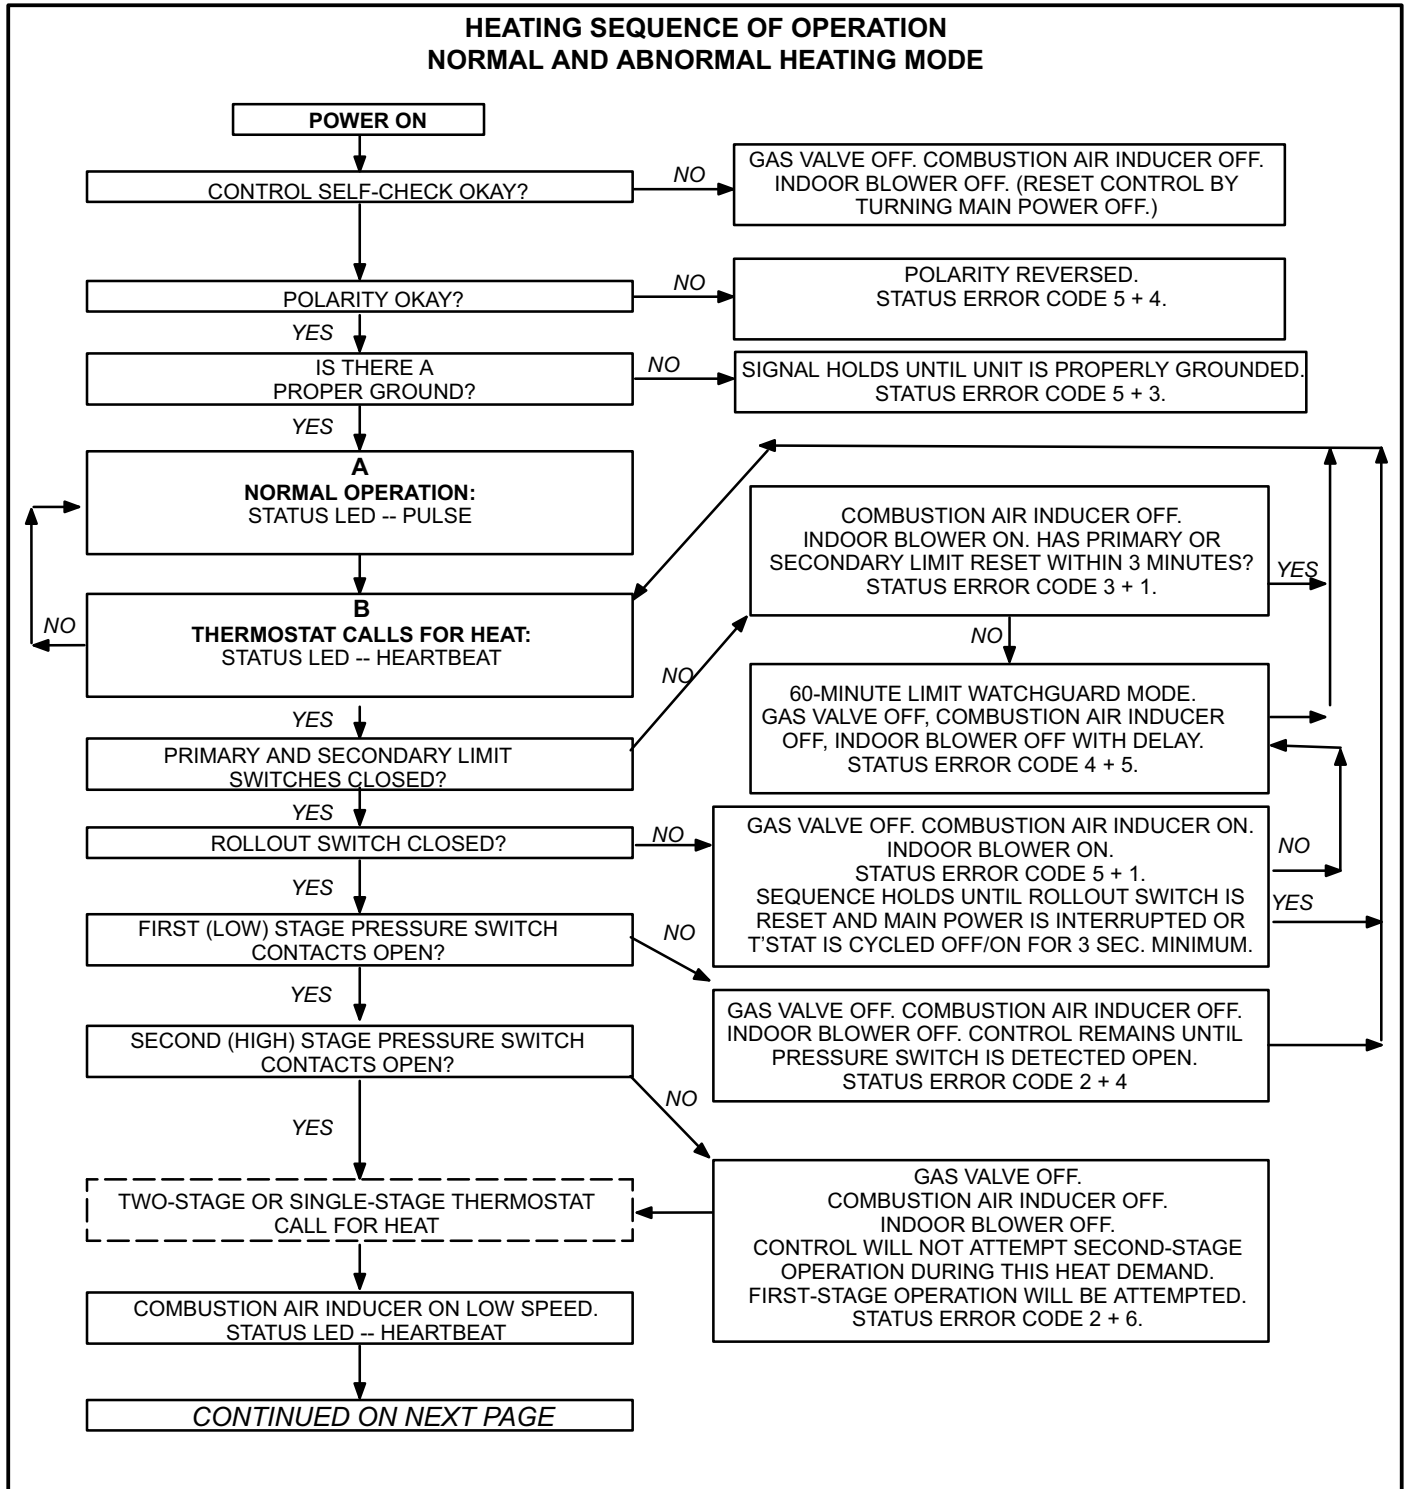 HEATING SEQUENCE OF OPERATION
NORMAL AND ABNORMAL HEATING MODE
POWER ON
CONTROL SELF-CHECK OKAY?
NO
GAS VALVE OFF. COMBUSTION AIR INDUCER OFF.
INDOOR BLOWER OFF. (RESET CONTROL BY
TURNING MAIN POWER OFF.)
POLARITY OKAY?
NO
POLARITY REVERSED.
STATUS ERROR CODE 5 + 4.
YES
IS THERE A
PROPER GROUND?
NO
SIGNAL HOLDS UNTIL UNIT IS PROPERLY GROUNDED.
STATUS ERROR CODE 5 + 3.
YES
A
NORMAL OPERATION:
STATUS LED -- PULSE
COMBUSTION AIR INDUCER OFF.
INDOOR BLOWER ON. HAS PRIMARY OR
SECONDARY LIMIT RESET WITHIN 3 MINUTES?
STATUS ERROR CODE 3 + 1.
YES
B
THERMOSTAT CALLS FOR HEAT:
STATUS LED -- HEARTBEAT
NO
NO
NO
60-MINUTE LIMIT WATCHGUARD MODE.
GAS VALVE OFF, COMBUSTION AIR INDUCER
OFF, INDOOR BLOWER OFF WITH DELAY.
STATUS ERROR CODE 4 + 5.
YES
PRIMARY AND SECONDARY LIMIT
SWITCHES CLOSED?
YES
ROLLOUT SWITCH CLOSED?
NO
GAS VALVE OFF. COMBUSTION AIR INDUCER ON.
INDOOR BLOWER ON.
STATUS ERROR CODE 5 + 1.
SEQUENCE HOLDS UNTIL ROLLOUT SWITCH IS
RESET AND MAIN POWER IS INTERRUPTED OR
T'STAT IS CYCLED OFF/ON FOR 3 SEC. MINIMUM.
NO
YES
YES
FIRST (LOW) STAGE PRESSURE SWITCH
CONTACTS OPEN?
NO
GAS VALVE OFF. COMBUSTION AIR INDUCER OFF.
INDOOR BLOWER OFF. CONTROL REMAINS UNTIL
PRESSURE SWITCH IS DETECTED OPEN.
STATUS ERROR CODE 2 + 4
YES
SECOND (HIGH) STAGE PRESSURE SWITCH
CONTACTS OPEN?
NO
YES
GAS VALVE OFF.
COMBUSTION AIR INDUCER OFF.
INDOOR BLOWER OFF.
CONTROL WILL NOT ATTEMPT SECOND-STAGE
OPERATION DURING THIS HEAT DEMAND.
FIRST-STAGE OPERATION WILL BE ATTEMPTED.
STATUS ERROR CODE 2 + 6.
TWO-STAGE OR SINGLE-STAGE THERMOSTAT
CALL FOR HEAT
COMBUSTION AIR INDUCER ON LOW SPEED.
STATUS LED -- HEARTBEAT
CONTINUED ON NEXT PAGE